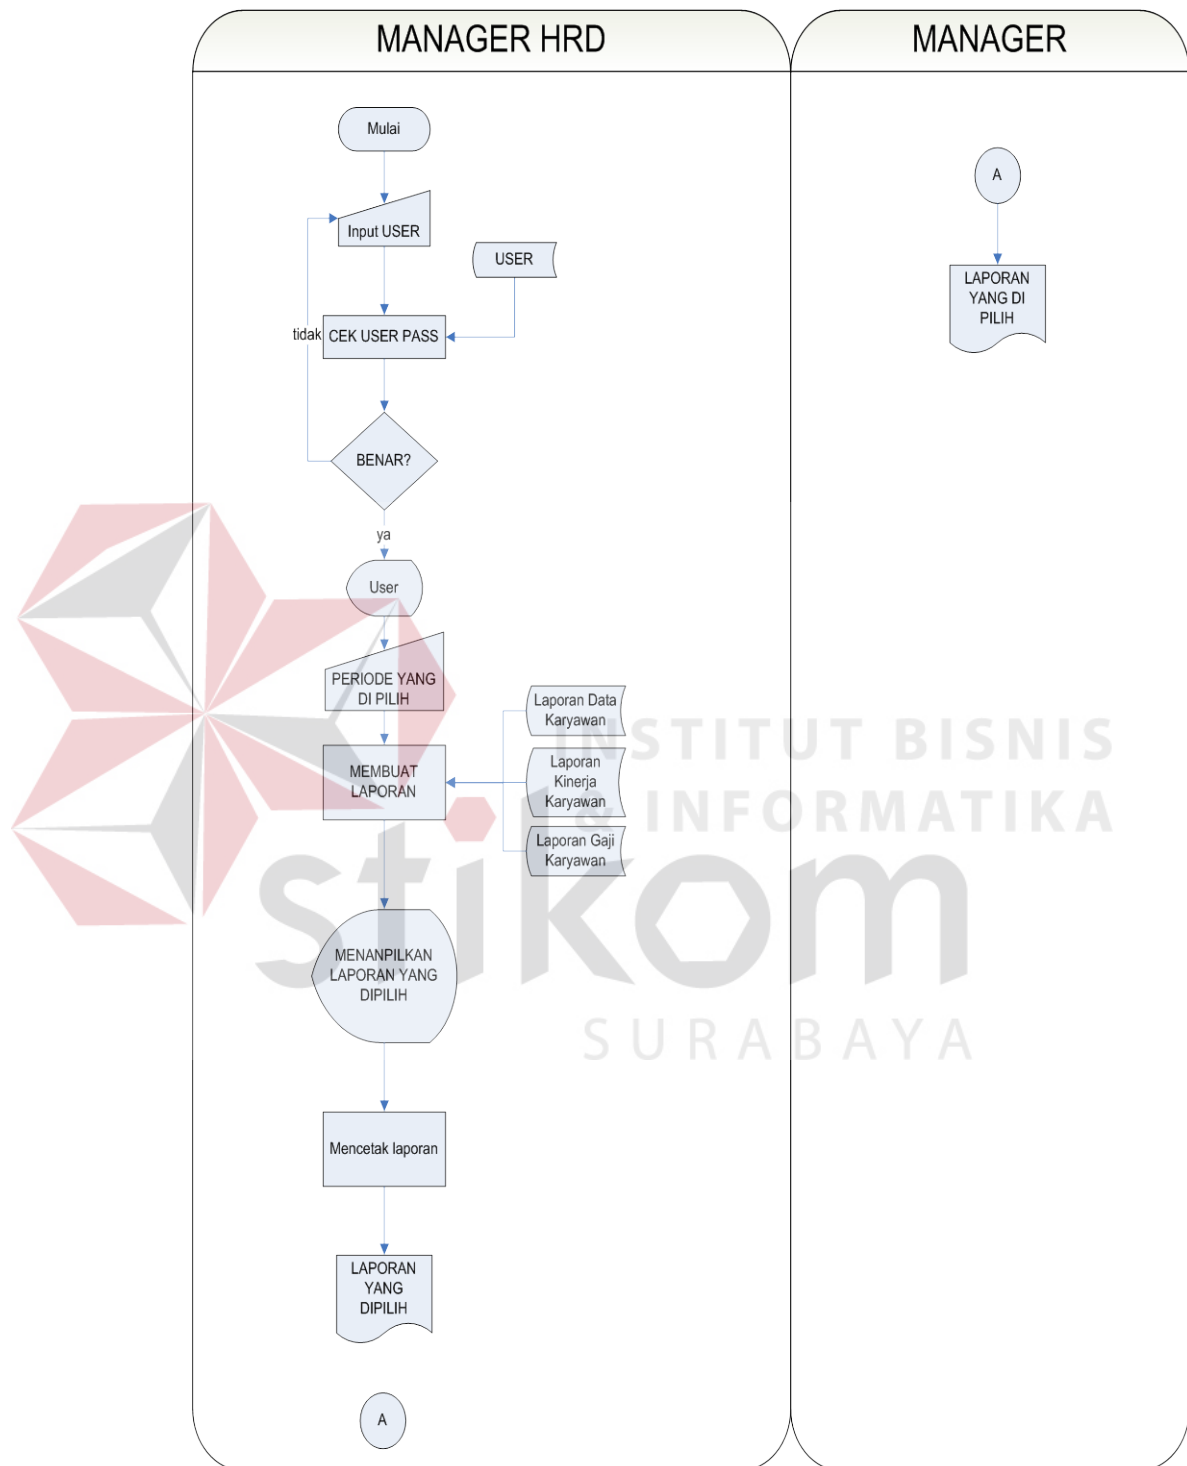 MANAGER HRD
MANAGER
Mulai
Input USER
USER
CEK USER PASS
tidak
BENAR?
ya
User
PERIODE YANG
DI PILIH
MEMBUAT
LAPORAN
Laporan Data
Karyawan
Laporan
Kinerja
Karyawan
Laporan Gaji
Karyawan
MENANPILKAN
LAPORAN YANG
DIPILIH
Mencetak laporan
LAPORAN
YANG
DIPILIH
A
A
LAPORAN
YANG DI
PILIH
INSTITUT BISNIS
& INFORMATIKA
stikom
SURABAYA